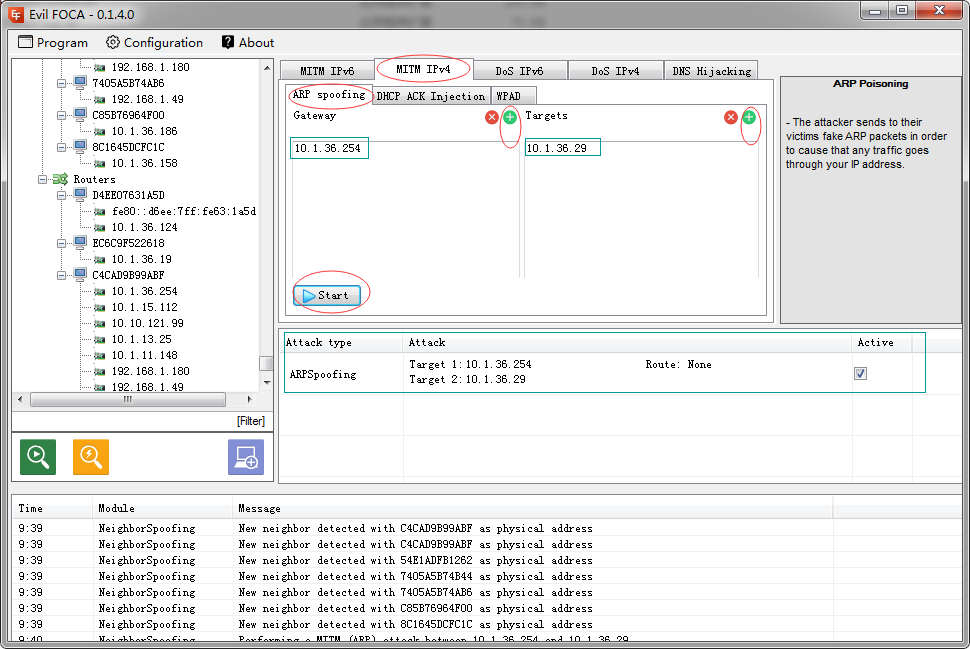 Evil FOCA - 0.1.4.0
Program
Configuration
About
192.168.1.180
7405A5B74AB6
192.168.1.49
C85B76964F00
10.1.36.186
8C1645DCFC1C
10.1.36.158
Routers
D4EE07631A5D
fe80::d6ee:7ff:fe63:1a5d
10.1.36.124
EC6C9F522618
10.1.36.19
C4CAD9B99ABF
10.1.36.254
10.1.15.112
10.10.121.99
10.1.13.25
10.1.11.148
192.168.1.180
192.168.1.49
[Filter]
MITM IPv6
MITM IPv4
DoS IPv6
DoS IPv4
DNS Hijacking
ARP spoofing
DHCP ACK Injection
WPAD
Gateway
Targets
10.1.36.254
10.1.36.29
Start
ARP Poisoning
- The attacker sends to their
victims fake ARP packets in order
to cause that any traffic goes
through your IP address.
Attack type
Attack
Active
ARPSpoofing
Target 1:10.1.36.254
Route: None
Target 2:10.1.36.29
Time
Module
Message
9:39 NeighborSpoofing New neighbor detected with C4CAD9B99ABF as physical address
9:39 NeighborSpoofing New neighbor detected with C4CAD9B99ABF as physical address
9:39 NeighborSpoofing New neighbor detected with 54E1ADFB1262 as physical address
9:39 NeighborSpoofing New neighbor detected with 7405A5B74B44 as physical address
9:39 NeighborSpoofing New neighbor detected with 7405A5B74AB6 as physical address
9:39 NeighborSpoofing New neighbor detected with C85B76964F00 as physical address
9:39 NeighborSpoofing New neighbor detected with 8C1645DCFC1C as physical address
9:40 NeighborSpoofing Performing a MITM (ARP) attack between 10.1.36.254 and 10.1.36.29